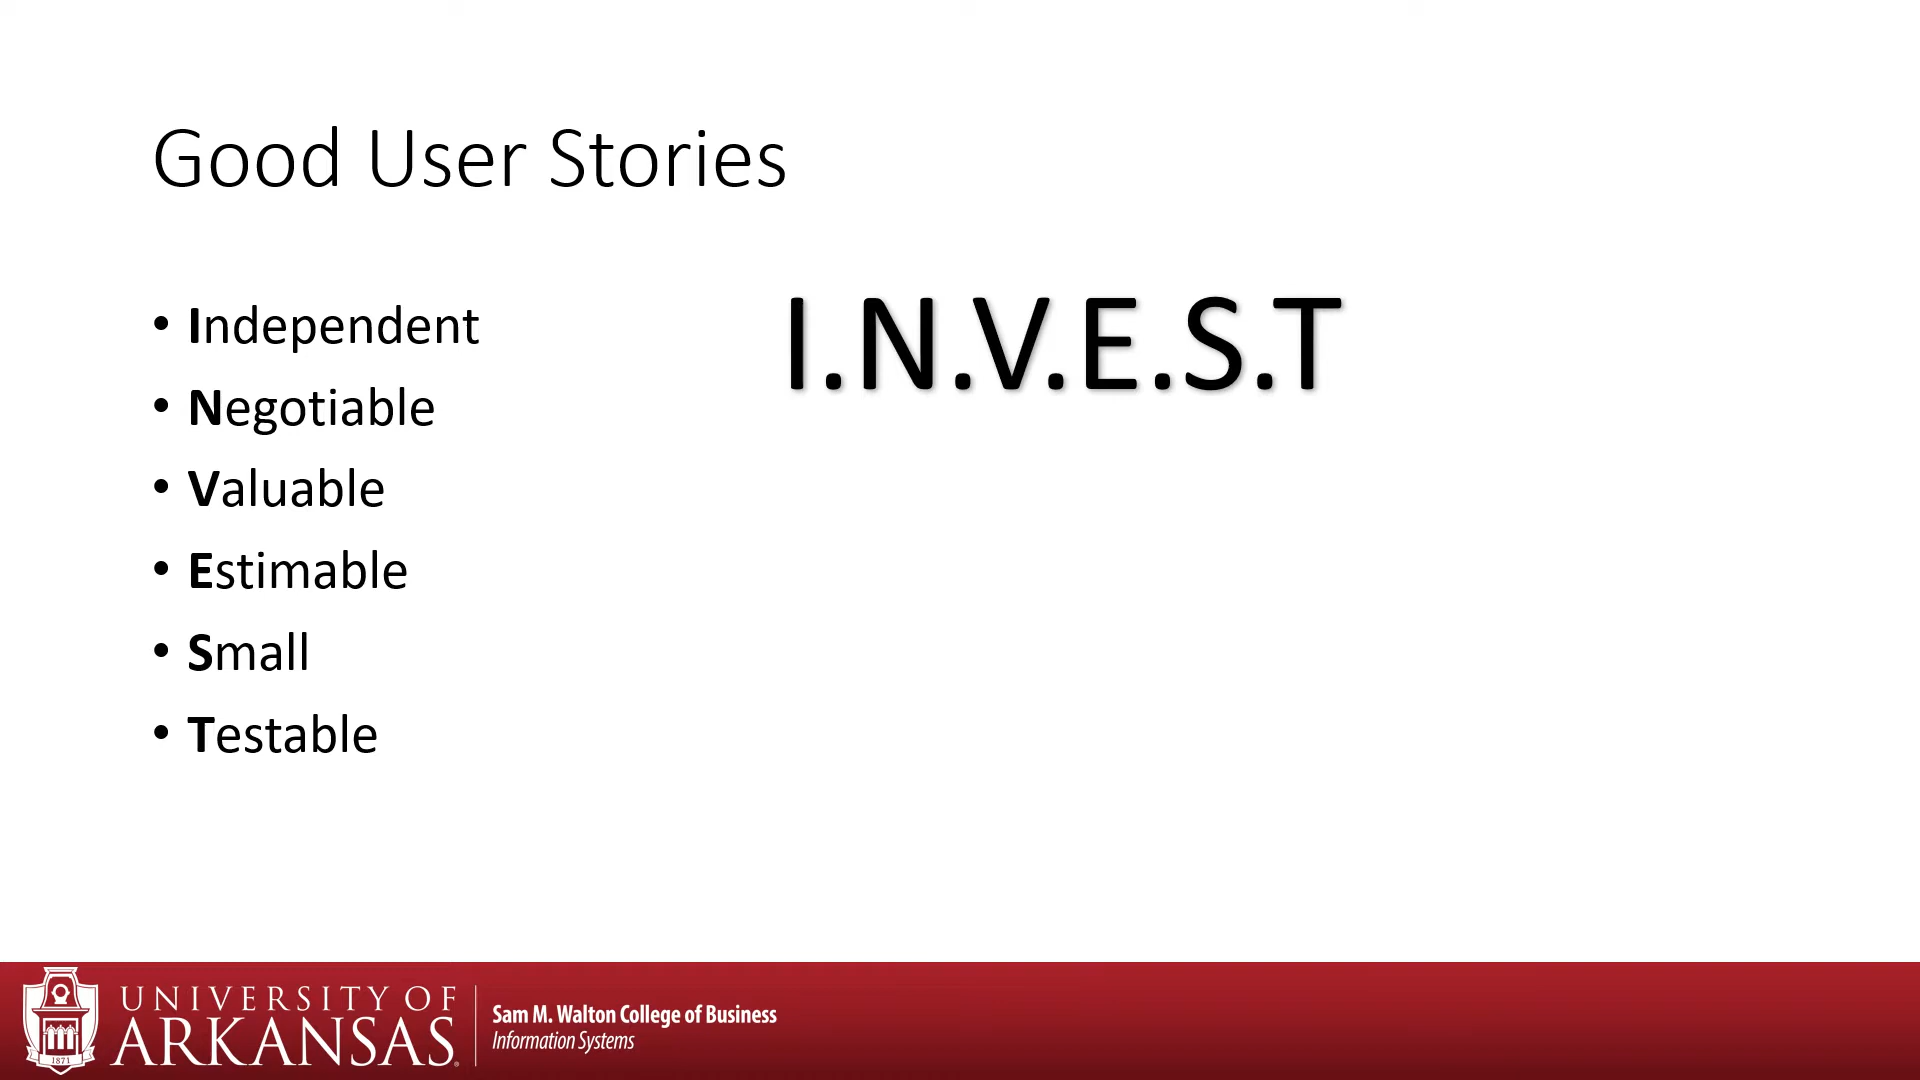 Good User Stories
• Independent
• Negotiable
• Valuable
• Estimable
• Small
• Testable
I.N.V.E.S.T
UNIVERSITY OF
ARKANSAS
1871
Sam M. Walton College of Business
Information Systems